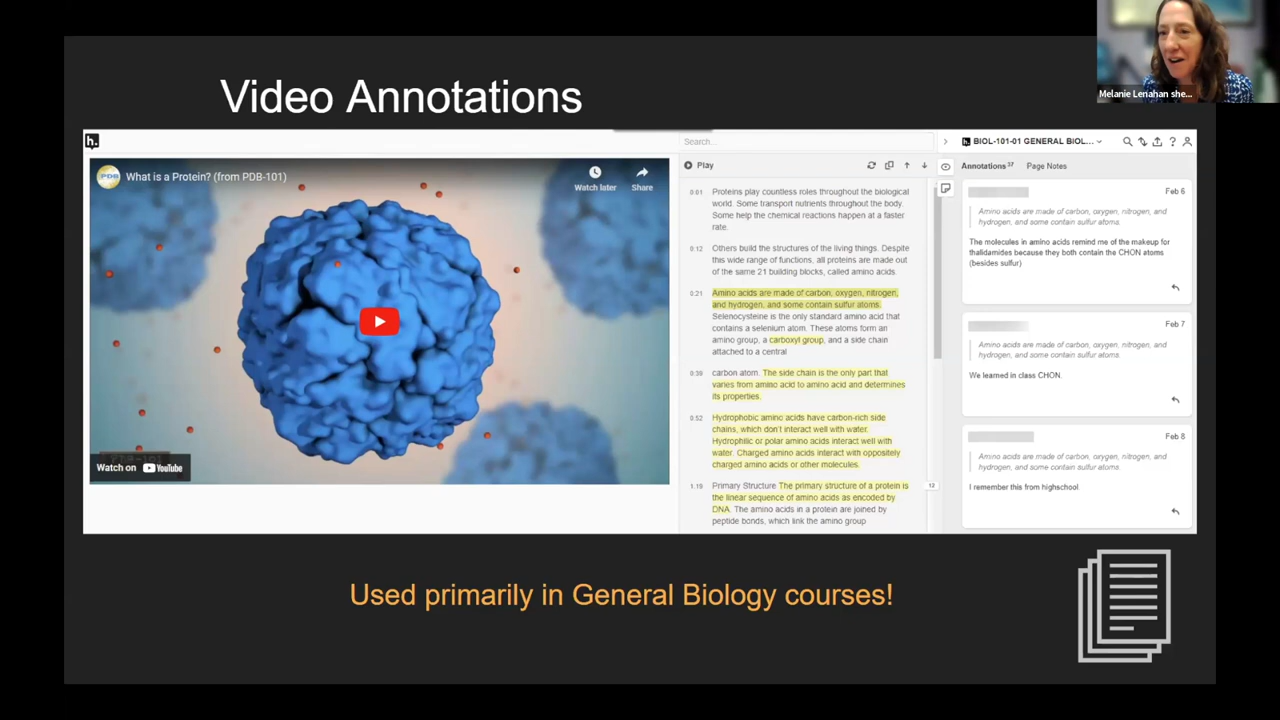 Melanie Lenahan she...
Video Annotations
h.
What is a Protein? (from PDB-101)
PDB
Watch later
Share
Watch on YouTube
Search...
Play
0:01
Proteins play countless roles throughout the biological
world. Some transport nutrients throughout the body.
Some help the chemical reactions happen at a faster
rate.
0:12
Others build the structures of the living things. Despite
this wide range of functions, all proteins are made out
of the same 21 building blocks, called amino acids.
0:21
Amino acids are made of carbon, oxygen, nitrogen,
and hydrogen, and some contain sulfur atoms.
Selenocysteine is the only standard amino acid that
contains a selenium atom. These atoms form an
amino group, a carboxyl group, and a side chain
attached to a central
0:39
carbon atom. The side chain is the only part that
varies from amino acid to amino acid and determines
its properties.
0:52
Hydrophobic amino acids have carbon-rich side
chains, which don't interact well with water.
Hydrophilic or polar amino acids interact well with
water. Charged amino acids interact with oppositely
charged amino acids or other molecules.
1:19
Primary Structure The primary structure of a protein is
the linear sequence of amino acids as encoded by
DNA. The amino acids in a protein are joined by
peptide bonds, which link the amino group
12
BIOL-101-01 GENERAL BIOL...
Annotations 37
Page Notes
Feb 6
Amino acids are made of carbon, oxygen, nitrogen, and
hydrogen, and some contain sulfur atoms.
The molecules in amino acids remind me of the makeup for
thalidamides because they both contain the CHON atoms
(besides sulfur)
Feb 7
Amino acids are made of carbon, oxygen, nitrogen, and
hydrogen, and some contain sulfur atoms.
We learned in class CHON.
Feb 8
Amino acids are made of carbon, oxygen, nitrogen, and
hydrogen, and some contain sulfur atoms.
I remember this from highschool.
Used primarily in General Biology courses!